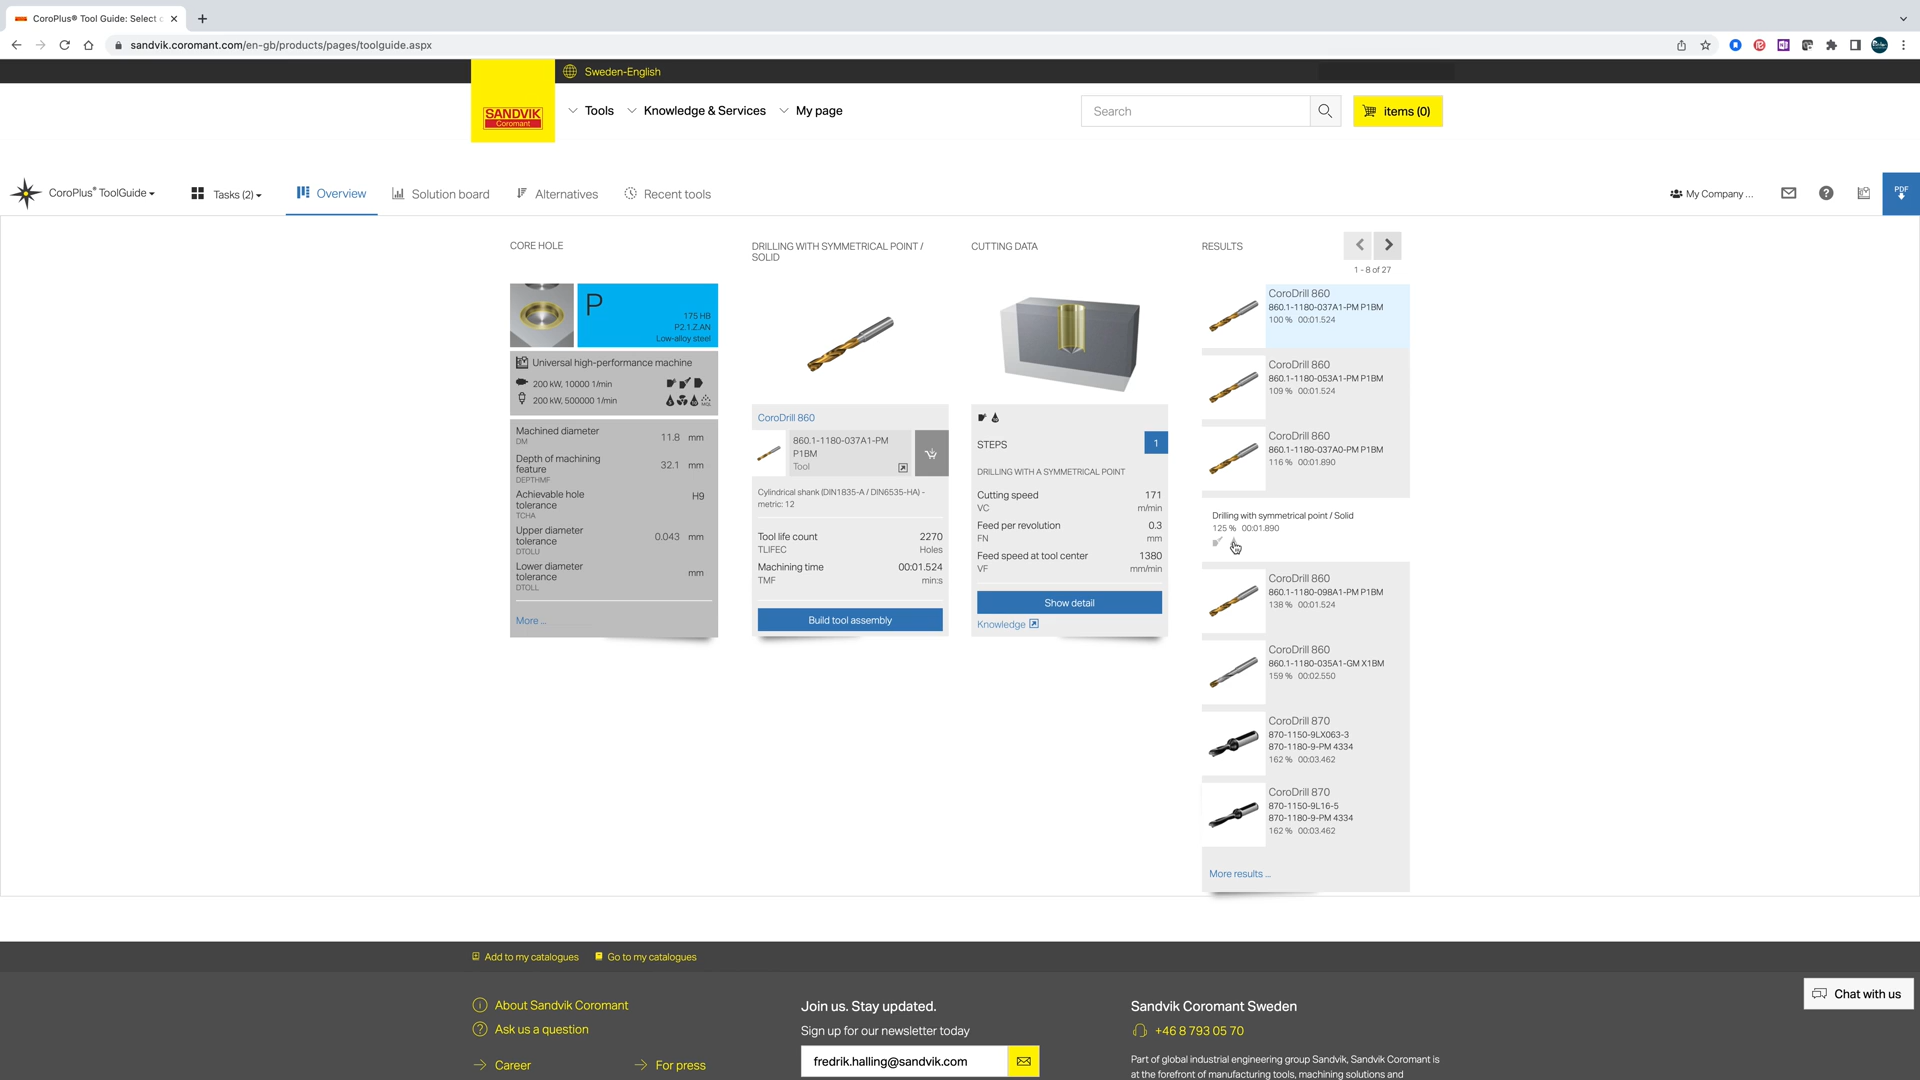 CoroPlus® Tool Guide: Select c
sandvik.coromant.com/en-gb/products/pages/toolguide.aspx
Sweden-English
SANDVIK
Coromant
Tools
Knowledge & Services
My page
Search
items (0)
CoroPlus® ToolGuide
Tasks (2)
Overview
Solution board
Alternatives
Recent tools
My Company ...
PDF
CORE HOLE
P
175 HB
P2.1.Z.AN
Low-alloy steel
Universal high-performance machine
200 kW, 10000 1/min
200 kW, 500000 1/min
MQL
Machined diameter 11.8 mm
DM
Depth of machining
feature 32.1 mm
DEPTHMF
Achievable hole H9
tolerance
TCHA
Upper diameter
tolerance 0.043 mm
DTOLU
Lower diameter
tolerance mm
DTOLL
More ...
DRILLING WITH SYMMETRICAL POINT /
SOLID
CoroDrill 860
860.1-1180-037A1-PM
P1BM
Tool
Cylindrical shank (DIN1835-A / DIN6535-HA) -
metric: 12
Tool life count 2270
TLIFEC Holes
Machining time 00:01.524
TMF min:s
Build tool assembly
CUTTING DATA
STEPS 1
DRILLING WITH A SYMMETRICAL POINT
Cutting speed 171
VC m/min
Feed per revolution 0.3
FN mm
Feed speed at tool center 1380
VF mm/min
Show detail
Knowledge
RESULTS
1 - 8 of 27
CoroDrill 860
860.1-1180-037A1-PM P1BM
100 % 00:01.524
CoroDrill 860
860.1-1180-053A1-PM P1BM
109 % 00:01.524
CoroDrill 860
860.1-1180-037A0-PM P1BM
116 % 00:01.890
Drilling with symmetrical point / Solid
125 % 00:01.890
CoroDrill 860
860.1-1180-098A1-PM P1BM
138 % 00:01.524
CoroDrill 860
860.1-1180-035A1-GM X1BM
159 % 00:02.550
CoroDrill 870
870-1150-9LX063-3
870-1180-9-PM 4334
162 % 00:03.462
CoroDrill 870
870-1150-9L16-5
870-1180-9-PM 4334
162 % 00:03.462
More results ...
Add to my catalogues
Go to my catalogues
About Sandvik Coromant
Ask us a question
Career
For press
Join us. Stay updated.
Sign up for our newsletter today
fredrik.halling@sandvik.com
Sandvik Coromant Sweden
+46 8 793 05 70
Part of global industrial engineering group Sandvik, Sandvik Coromant is
at the forefront of manufacturing tools, machining solutions and
Chat with us